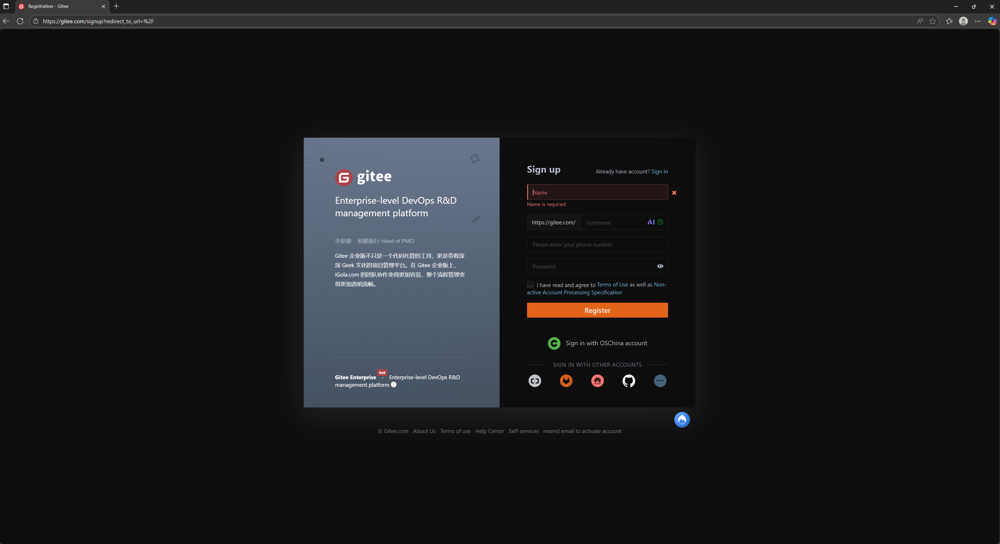 Registration - Gitee
https://gitee.com/signup?redirect_to_url=%2F
gitee
Enterprise-level DevOps R&D
management platform
李铭健 骑鹅旅行 Head of PMO
Gitee 企业版不只是一个代码托管的工具，更是带着深
深 Geek 文化的项目管理平台。在 Gitee 企业版上，
iGola.com 的团队协作变得更加容易，整个流程管理变
得更加透明流畅。
hot
Gitee Enterprise - Enterprise-level DevOps R&D
management platform
Sign up
Already have account? Sign in
Name
Name is required
https://gitee.com/ Username AI ?
Please enter your phone number
Password
I have read and agree to Terms of Use as well as Non-
active Account Processing Specification
Register
Sign in with OSChina account
SIGN IN WITH OTHER ACCOUNTS
HUAWEI
© Gitee.com About Us Terms of use Help Center Self-services resend email to activate account